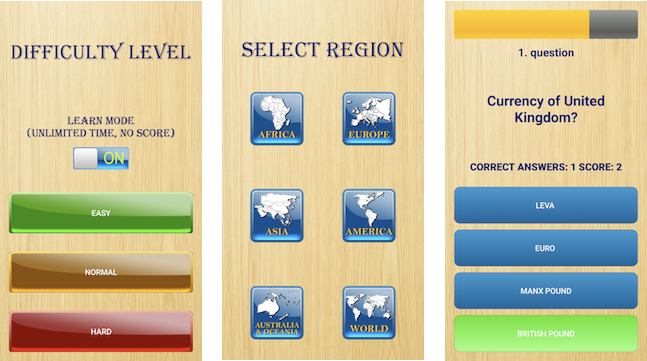 DIFFICULTY LEVEL
LEARN MODE
(UNLIMITED TIME, NO SCORE)
ON
EASY
NORMAL
HARD
SELECT REGION
AFRICA
EUROPE
ASIA
AMERICA
AUSTRALIA
& OCEANIA
WORLD
1. question
Currency of United
Kingdom?
CORRECT ANSWERS: 1 SCORE: 2
LEVA
EURO
MANX POUND
BRITISH POUND